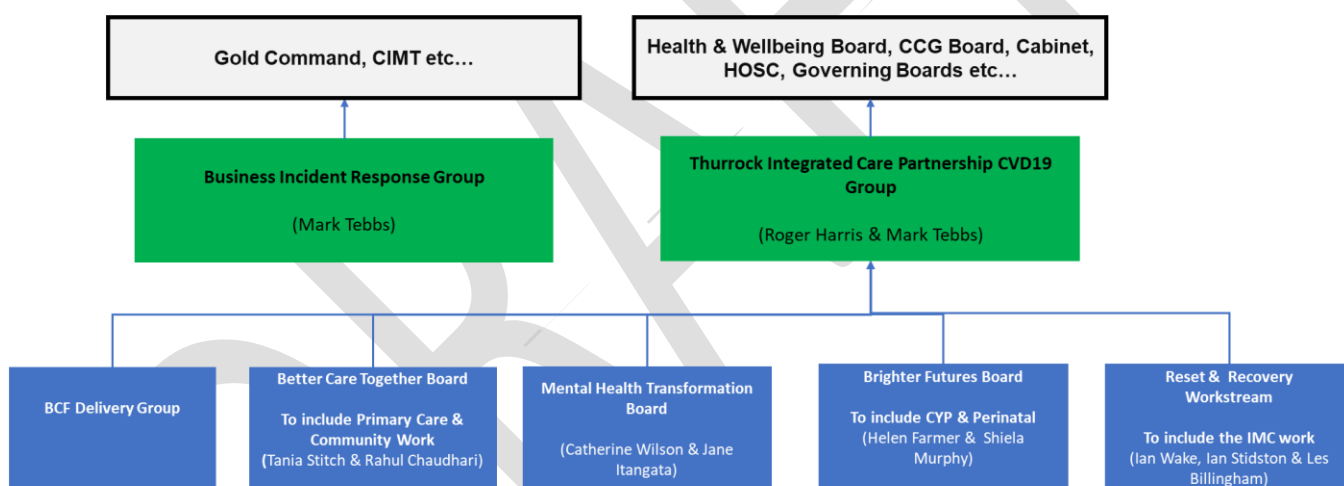 Gold Command, CIMT etc…
Health & Wellbeing Board, CCG Board, Cabinet,
HOSC, Governing Boards etc…
Business Incident Response Group
(Mark Tebbs)
Thurrock Integrated Care Partnership CVD19
Group
(Roger Harris & Mark Tebbs)
BCF Delivery Group
Better Care Together Board
To include Primary Care &
Community Work
(Tania Stitch & Rahul Chaudhari)
Mental Health Transformation
Board
(Catherine Wilson & Jane
Itangata)
Brighter Futures Board
To include CYP & Perinatal
(Helen Farmer & Shiela
Murphy)
Reset & Recovery
Workstream
To include the IMC work
(Ian Wake, Ian Stidston & Les
Billingham)